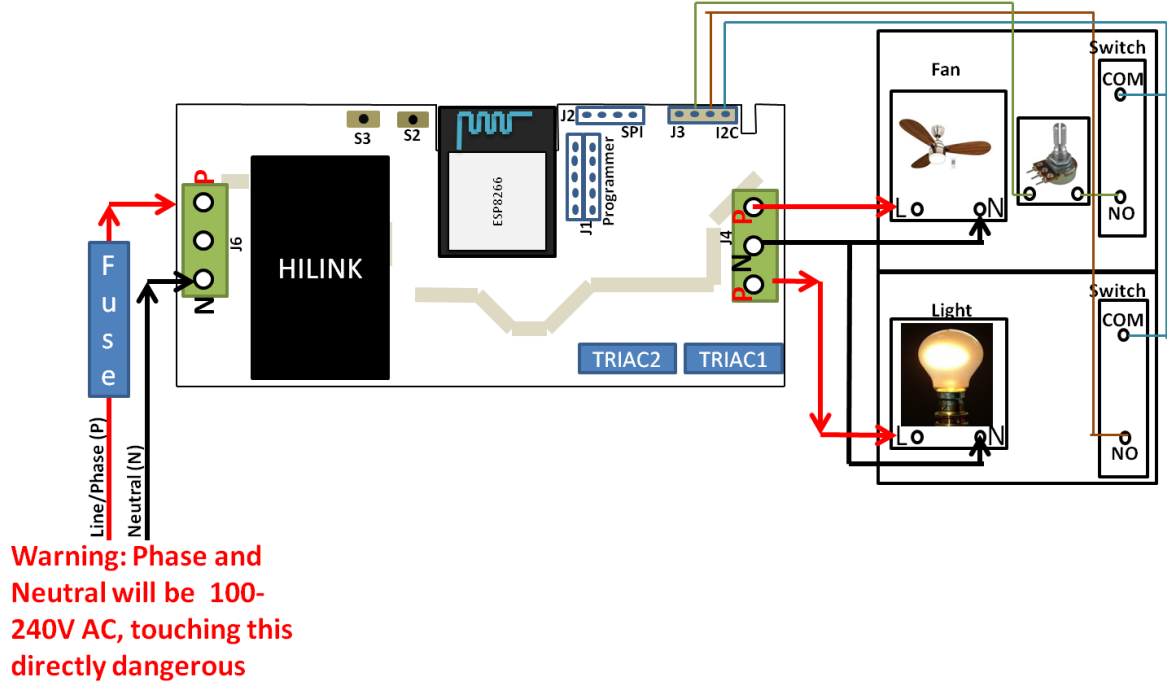 Switch
Fan
COM
J2
SPI
J3
I2C
S3
S2
ESP8266
Programmer
J1
NO
P
J6
N
HILINK
P
J4
N
P
L
N
Fuse
TRIAC2
TRIAC1
Switch
Light
COM
L
N
NO
Line/Phase (P)
Neutral (N)
Warning: Phase and
Neutral will be 100-
240V AC, touching this
directly dangerous